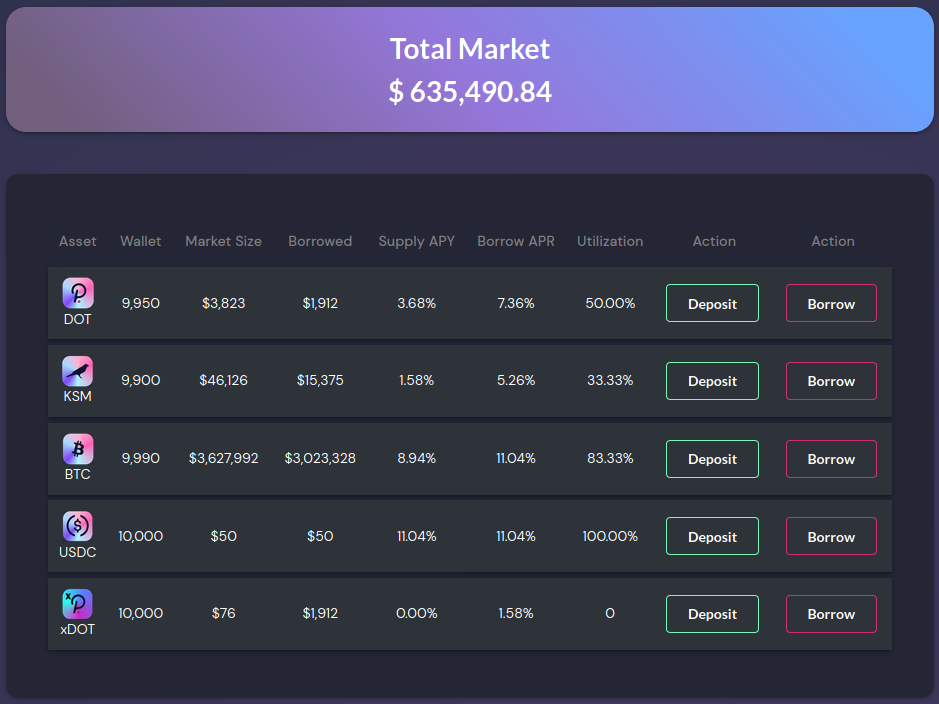 Total Market
$ 635,490.84
Asset Wallet Market Size Borrowed Supply APY Borrow APR Utilization Action Action
DOT 9,950 $3,823 $1,912 3.68% 7.36% 50.00% Deposit Borrow
KSM 9,900 $46,126 $15,375 1.58% 5.26% 33.33% Deposit Borrow
BTC 9,990 $3,627,992 $3,023,328 8.94% 11.04% 83.33% Deposit Borrow
USDC 10,000 $50 $50 11.04% 11.04% 100.00% Deposit Borrow
xDOT 10,000 $76 $1,912 0.00% 1.58% 0 Deposit Borrow